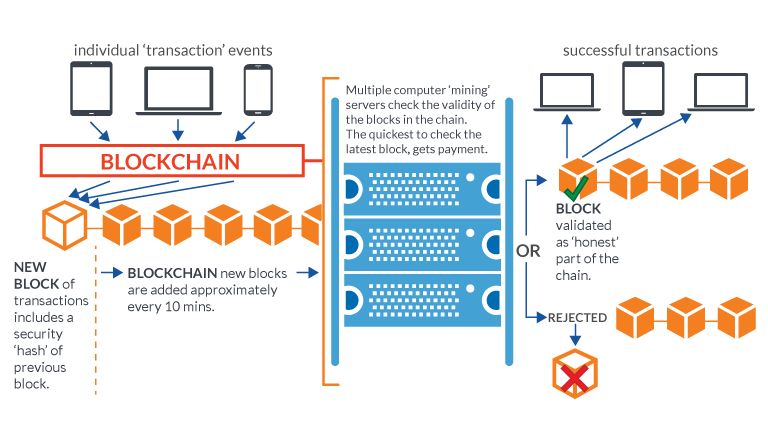 individual ‘transaction’ events
BLOCKCHAIN
NEW
BLOCK of
transactions
includes a
security
‘hash’ of
previous
block.
BLOCKCHAIN new blocks
are added approximately
every 10 mins.
Multiple computer ‘mining’
servers check the validity of
the blocks in the chain.
The quickest to check the
latest block, gets payment.
OR
successful transactions
BLOCK
validated
as ‘honest’
part of the
chain.
REJECTED